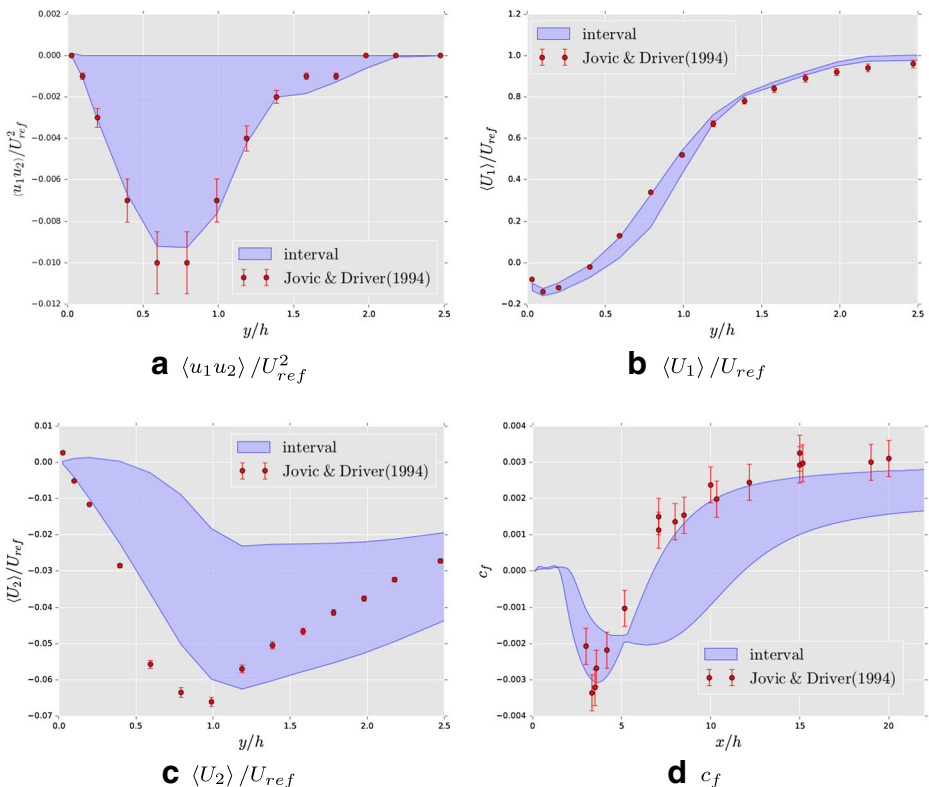 0.002
0.000
−0.002
−0.004
−0.006
−0.008
−0.010
−0.012
⟨u₁u₂⟩/U²ref
0.0 0.5 1.0 1.5 2.0 2.5
y/h
interval
Jovic & Driver(1994)
a ⟨u₁u₂⟩ /U²ref
1.2
1.0
0.8
0.6
0.4
0.2
0.0
−0.2
⟨U₁⟩/Uref
0.0 0.5 1.0 1.5 2.0 2.5
y/h
interval
Jovic & Driver(1994)
b ⟨U₁⟩ /Uref
0.01
0.00
−0.01
−0.02
−0.03
−0.04
−0.05
−0.06
−0.07
⟨U₂⟩/Uref
0.0 0.5 1.0 1.5 2.0 2.5
y/h
interval
Jovic & Driver(1994)
c ⟨U₂⟩ /Uref
0.004
0.003
0.002
0.001
0.000
−0.001
−0.002
−0.003
−0.004
cf
0 5 10 15 20
x/h
interval
Jovic & Driver(1994)
d cf